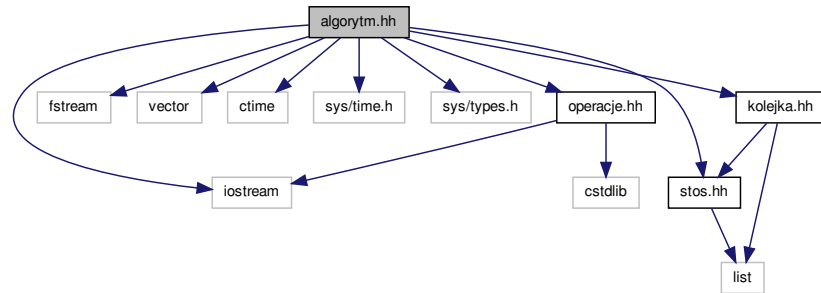 algorytm.hh
fstream
vector
ctime
sys/time.h
sys/types.h
operacje.hh
kolejka.hh
iostream
cstdlib
stos.hh
list